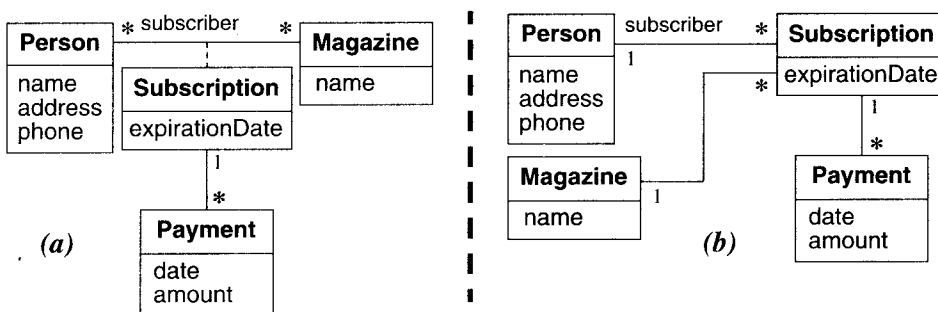 * subscriber *
Person
name
address
phone
Magazine
name
Subscription
expirationDate
1
*
Payment
date
amount
(a)
Person
name
address
phone
subscriber
1
*
Subscription
expirationDate
*
1
*
Magazine
name
1
Payment
date
amount
(b)